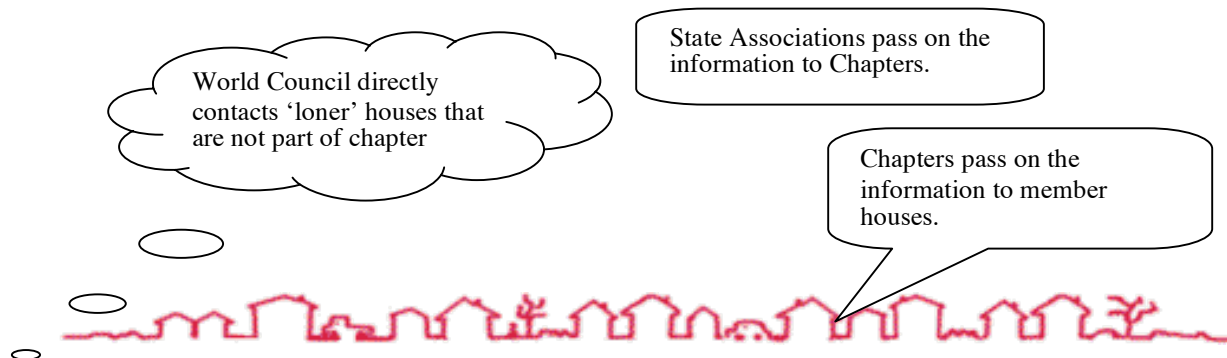 World Council directly
contacts ‘loner’ houses that
are not part of chapter
State Associations pass on the
information to Chapters.
Chapters pass on the
information to member
houses.